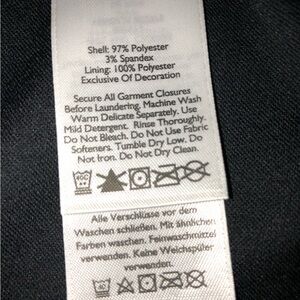 Shell: 97% Polyester
3% Spandex
Lining: 100% Polyester
Exclusive Of Decoration
Secure All Garment Closures
Before Laundering. Machine Wash
Warm Delicate Separately. Use
Mild Detergent. Rinse Thoroughly.
Do Not Bleach. Do Not Use Fabric
Softeners. Tumble Dry Low. Do
Not Iron. Do Not Dry Clean.
40C
Alle Verschlüsse vor dem
Waschen schließen. Mit ähnlichen
Farben waschen. Feinwaschmittel
verwenden. Keine Weichspüler
verwenden.